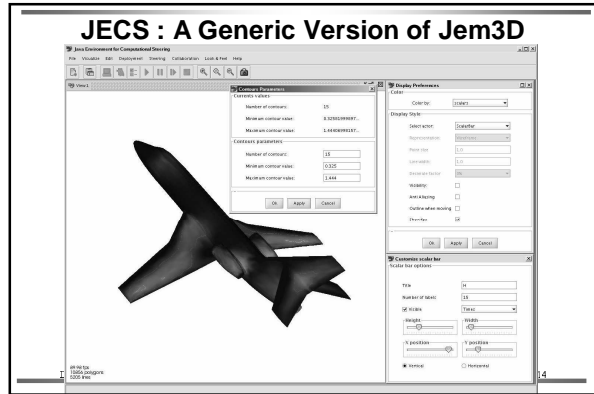 JECS : A Generic Version of Jem3D
Java Environment for Computational Steering
File Visualize Edit Deployment Steering Collaboration Look & Feel Help
View1
Contours Parameters
Currents values
Number of contours: 15
Minimum contour value:
Maximum contour value:
Contours parameters
Number of contours: 15
Minimum contour value: 0.325
Maximum contour value: 1.444
Ok Apply Cancel
Display Preferences
Color
Color by: scalars
Display Style
Select actor: ScalarBar
Representation:
Point size: 1.0
Line width: 1.0
Visibility:
Anti Aliasing:
Outline when moving
Ok Apply Cancel
Customize scalar bar
Scalar bar options
Title H
Number of labels: 15
Visible Times
Height Width
X position Y position
Vertical Horizontal
polygons
5205 lines